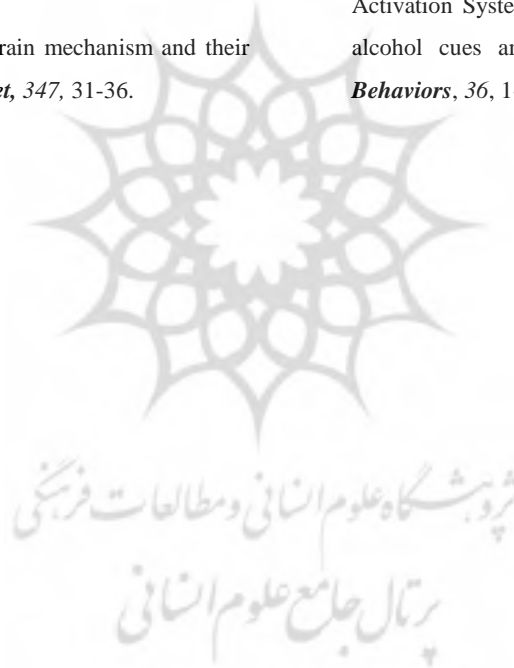 rain mechanism and their
et, 347, 31-36.
Activation Syste
alcohol cues an
Behaviors, 36, 1
پژوهشگاه علوم انسانی و مطالعات فرهنگی
پرتال جامع علوم انسانی